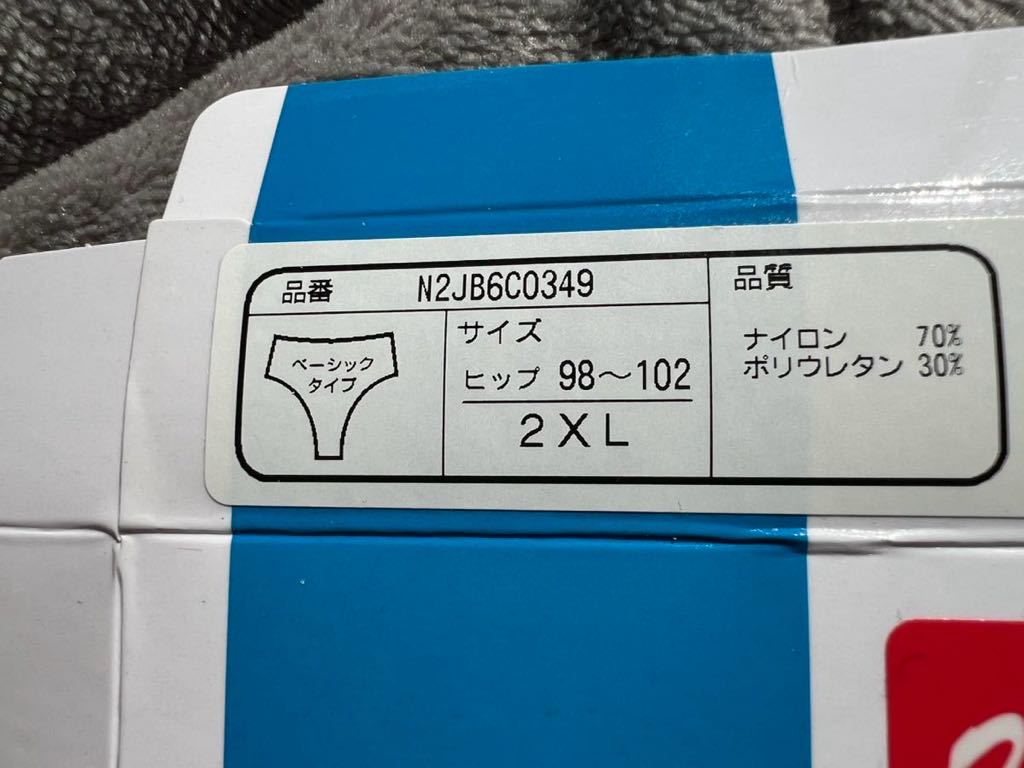 品番 N2JB6C0349
ベーシック
タイプ
サイズ
ヒップ 98～102
2XL
品質
ナイロン 70%
ポリウレタン 30%